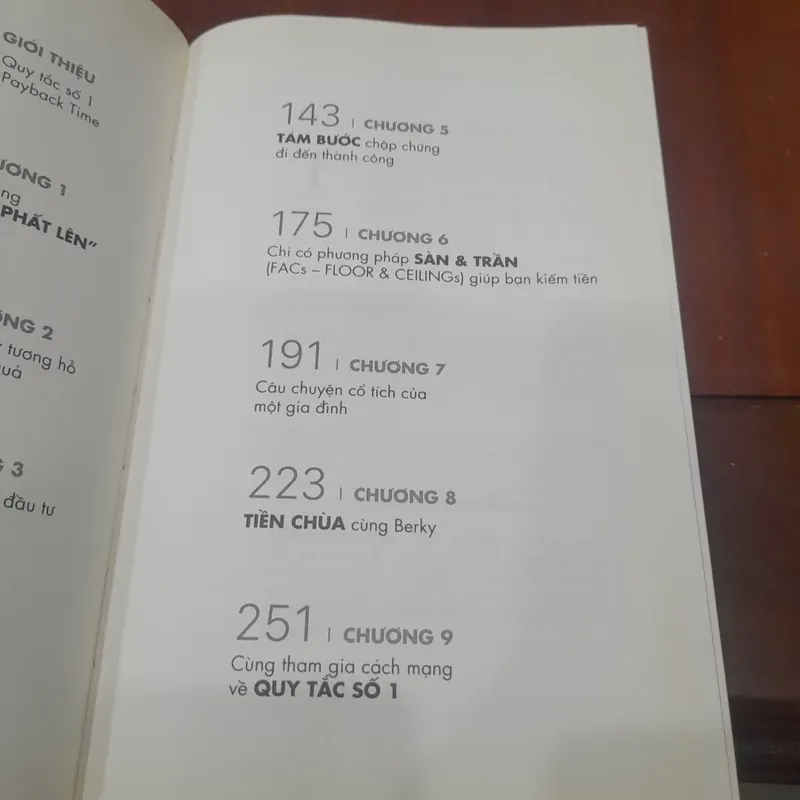 GIỚI THIỆU
Quy tắc số 1
Payback Time
ƯƠNG 1
ng
PHẤT LÊN”
NG 2
tương hỗ
uả
G 3
đầu tư
143 | CHƯƠNG 5
TÁM BƯỚC chập chững
đi đến thành công
175 | CHƯƠNG 6
Chỉ có phương pháp SÀN & TRẦN
(FACs – FLOOR & CEILINGs) giúp bạn kiếm tiền
191 | CHƯƠNG 7
Câu chuyện cổ tích của
một gia đình
223 | CHƯƠNG 8
TIỀN CHÙA cùng Berky
251 | CHƯƠNG 9
Cùng tham gia cách mạng
về QUY TẮC SỐ 1